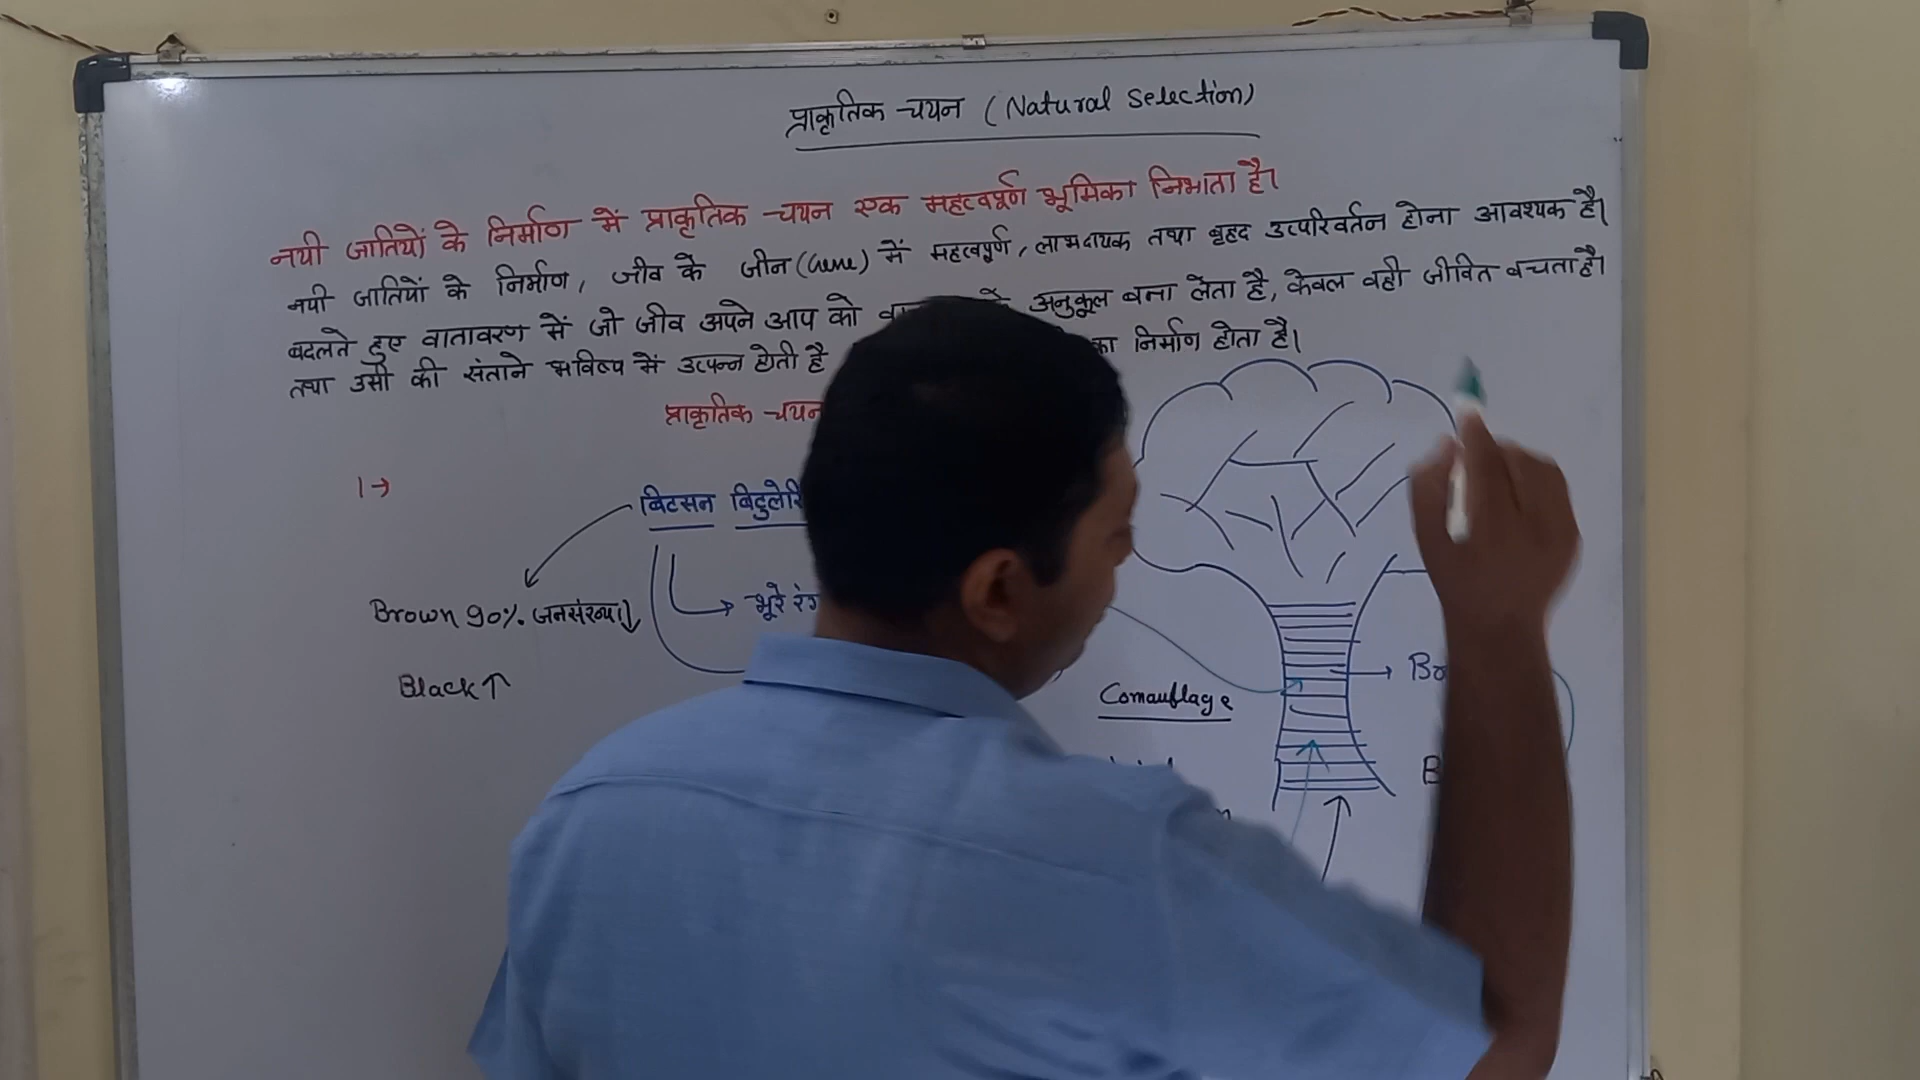 प्राकृतिक चयन (Natural Selection)
नयी जातियों के निर्माण में प्राकृतिक चयन एक महत्वपूर्ण भूमिका निभाता है।
नयी जातियों के निर्माण, जीव के जीन (Gene) में महत्वपूर्ण, लाभदायक तथा वृहद उत्परिवर्तन होना आवश्यक है।
बदलते हुए वातावरण में जो जीव अपने आप को अनुकूल बना लेता है, केवल वही जीवित बचता है।
तथा उसी की संताने भविष्य में उत्पन्न होती है का निर्माण होता है।
प्राकृतिक चयन
1→
बिटसन
Brown 90% जनसंख्या↓
भूरे
Black↑
Comauflage